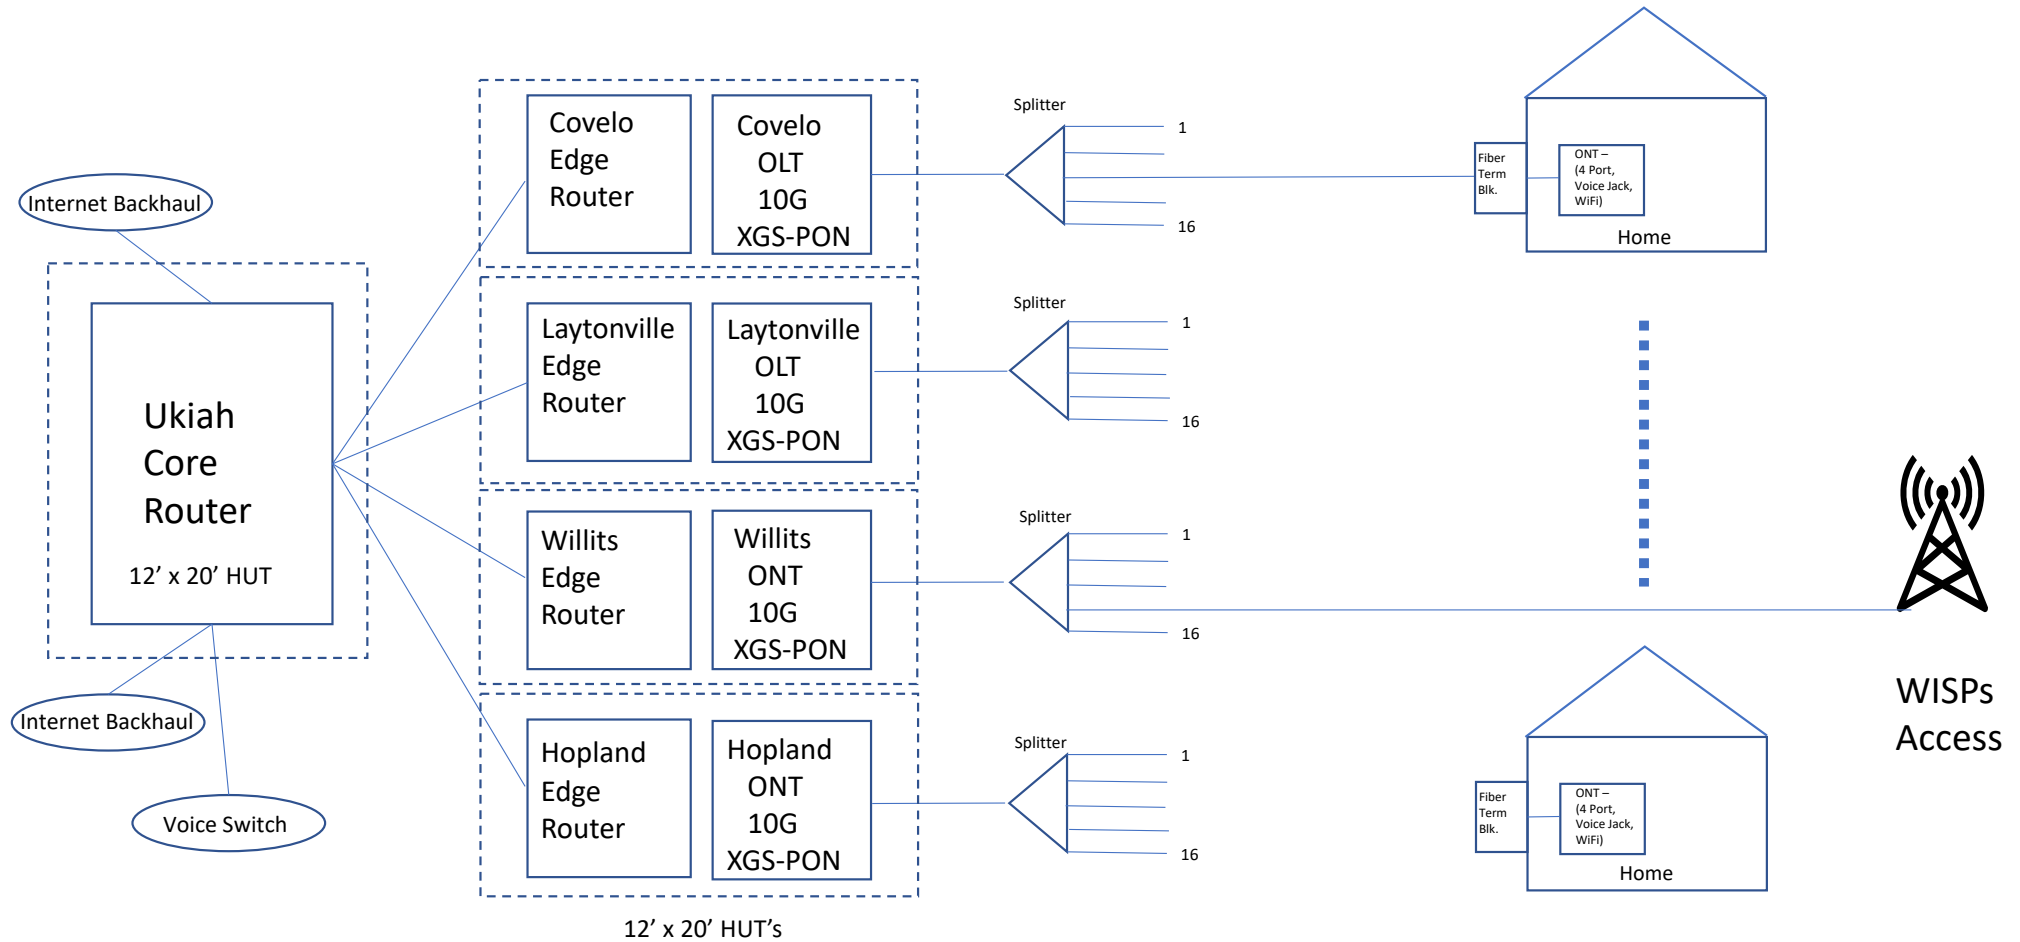 Internet Backhaul
Ukiah
Core
Router
12’ x 20’ HUT
Internet Backhaul
Voice Switch
Covelo
Edge
Router
Covelo
OLT
10G
XGS-PON
Laytonville
Edge
Router
Laytonville
OLT
10G
XGS-PON
Willits
Edge
Router
Willits
ONT
10G
XGS-PON
Hopland
Edge
Router
Hopland
ONT
10G
XGS-PON
12’ x 20’ HUT’s
Splitter
1
16
Splitter
1
16
Splitter
1
16
Splitter
1
16
Fiber
Term
Blk.
ONT –
(4 Port,
Voice Jack,
WiFi)
Home
WISPs
Access
Fiber
Term
Blk.
ONT –
(4 Port,
Voice Jack,
WiFi)
Home